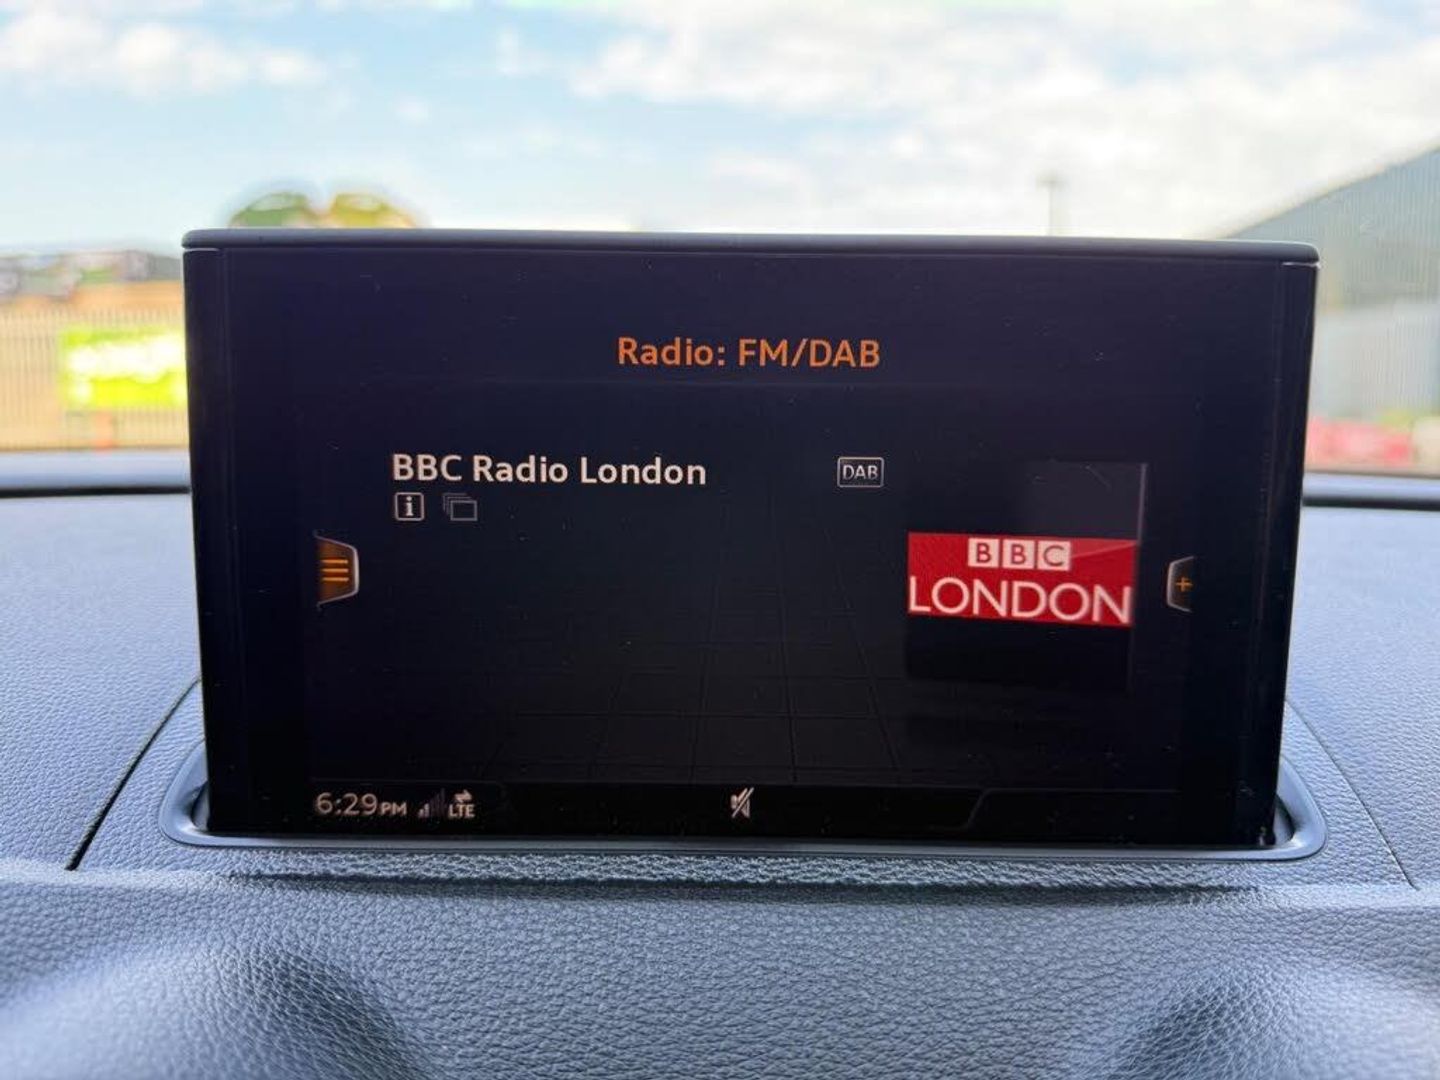 Radio: FM/DAB
BBC Radio London
DAB
i
BBC
LONDON
+
6:29PM LTE